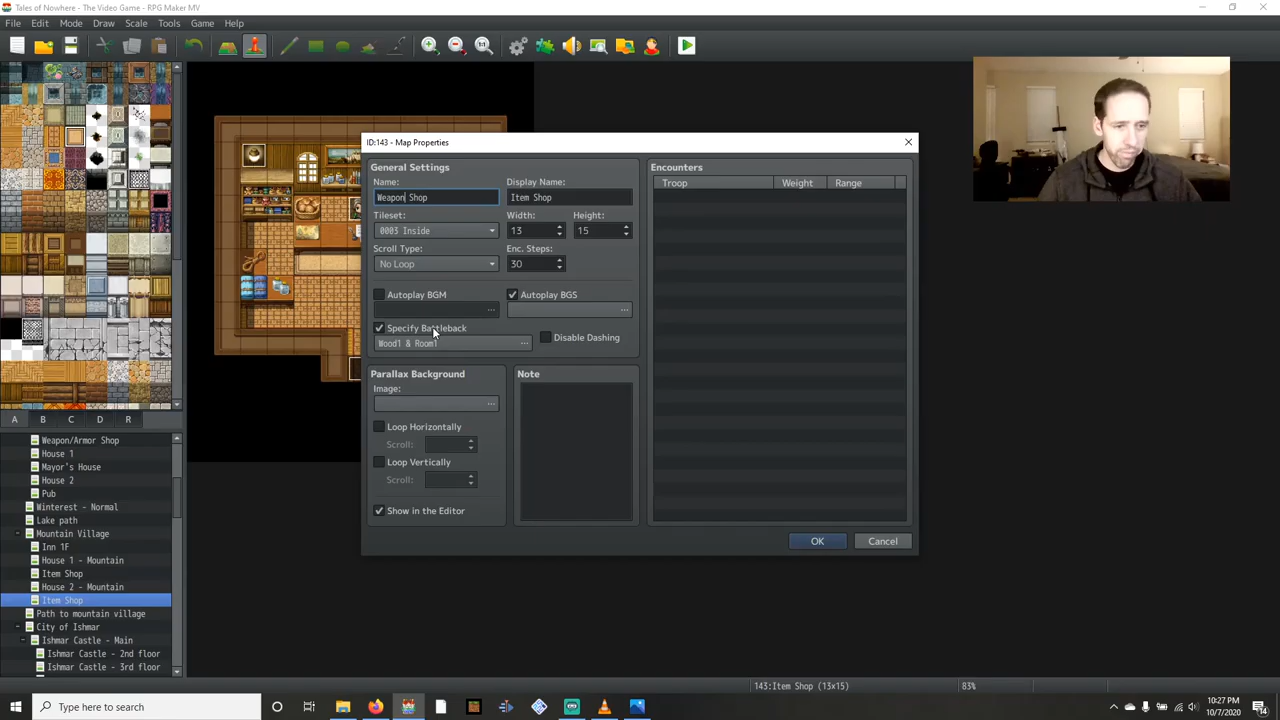 Tales of Nowhere - The Video Game - RPG Maker MV
File Edit Mode Draw Scale Tools Game Help
ID:143 - Map Properties
General Settings
Name:
Weapon Shop
Display Name:
Item Shop
Tileset:
0003 Inside
Width:
13
Height:
15
Scroll Type:
No Loop
Enc. Steps:
30
Autoplay BGM
...
Autoplay BGS
...
Specify Battleback
Wood1 & Room1 ...
Disable Dashing
Parallax Background
Image:
...
Loop Horizontally
Scroll:
Loop Vertically
Scroll:
Show in the Editor
Note
Encounters
Troop Weight Range
OK Cancel
A B C D R
Weapon/Armor Shop
House 1
Mayor's House
House 2
Pub
Winterest - Normal
Lake path
Mountain Village
Inn 1F
House 1 - Mountain
Item Shop
House 2 - Mountain
Item Shop
Path to mountain village
City of Ishmar
Ishmar Castle - Main
Ishmar Castle - 2nd floor
Ishmar Castle - 3rd floor
143:Item Shop (13x15) 83%
Type here to search
10:27 PM
10/7/2020
14